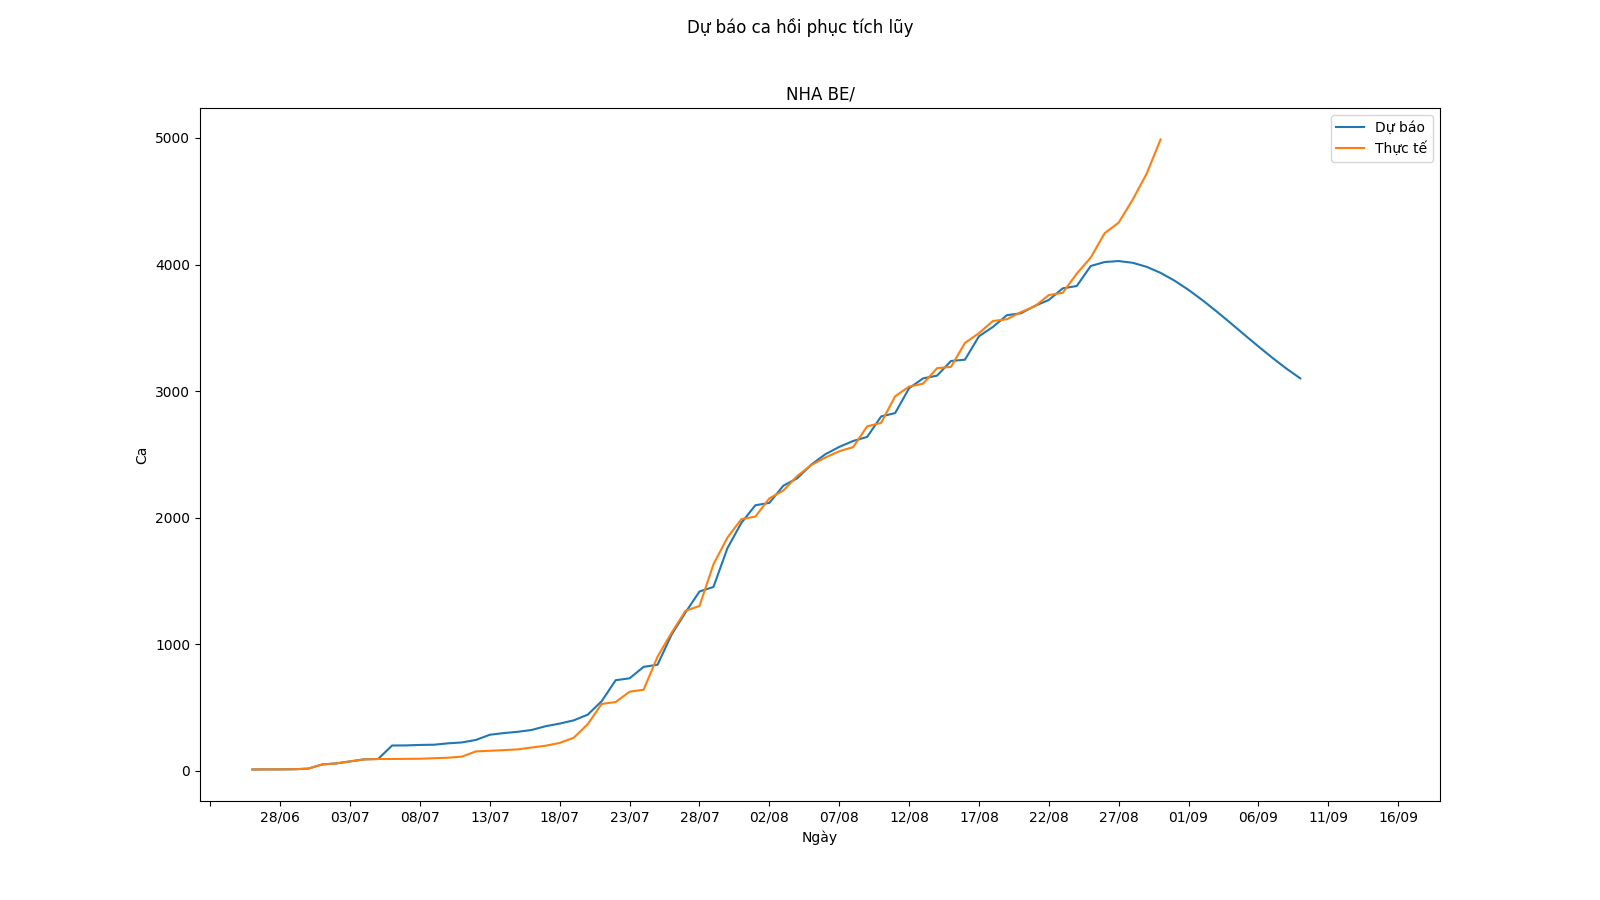 Dự báo ca hồi phục tích lũy
NHA BE/
Dự báo
Thực tế
5000
4000
3000
2000
1000
0
Ca
28/06 03/07 08/07 13/07 18/07 23/07 28/07 02/08 07/08 12/08 17/08 22/08 27/08 01/09 06/09 11/09 16/09
Ngày